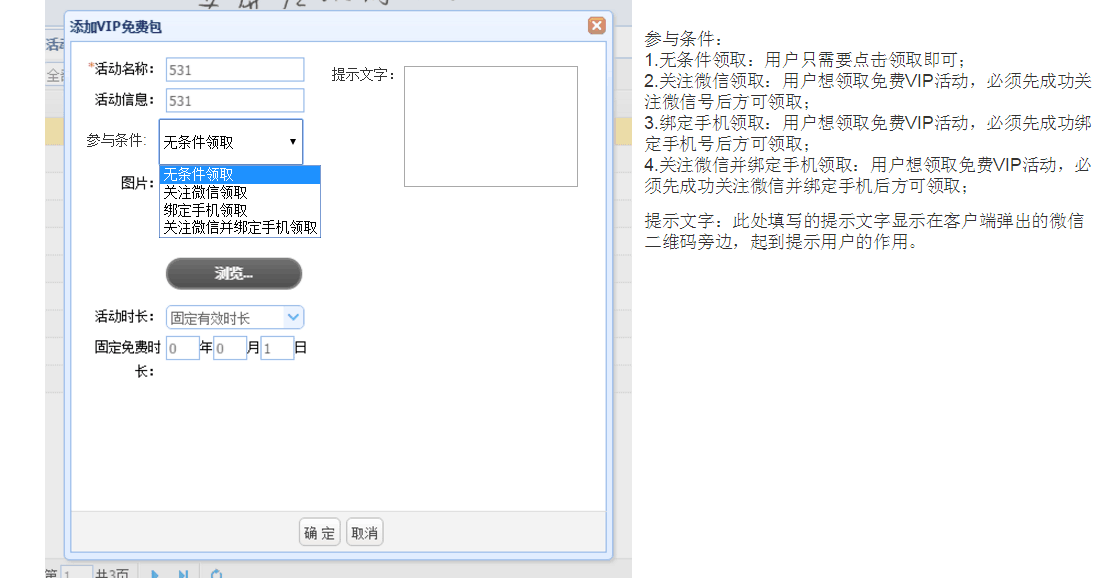 添加VIP免费包
活动
全部
*活动名称： 531
提示文字：
活动信息： 531
参与条件: 无条件领取
图片：
无条件领取
关注微信领取
绑定手机领取
关注微信并绑定手机领取
浏览...
活动时长： 固定有效时长
固定免费时 0 年 0 月 1 日
长：
确 定 取消
第 1 共3页
参与条件：
1.无条件领取：用户只需要点击领取即可；
2.关注微信领取：用户想领取免费VIP活动，必须先成功关
注微信号后方可领取；
3.绑定手机领取：用户想领取免费VIP活动，必须先成功绑
定手机号后方可领取；
4.关注微信并绑定手机领取：用户想领取免费VIP活动，必
须先成功关注微信并绑定手机后方可领取；
提示文字：此处填写的提示文字显示在客户端弹出的微信
二维码旁边，起到提示用户的作用。